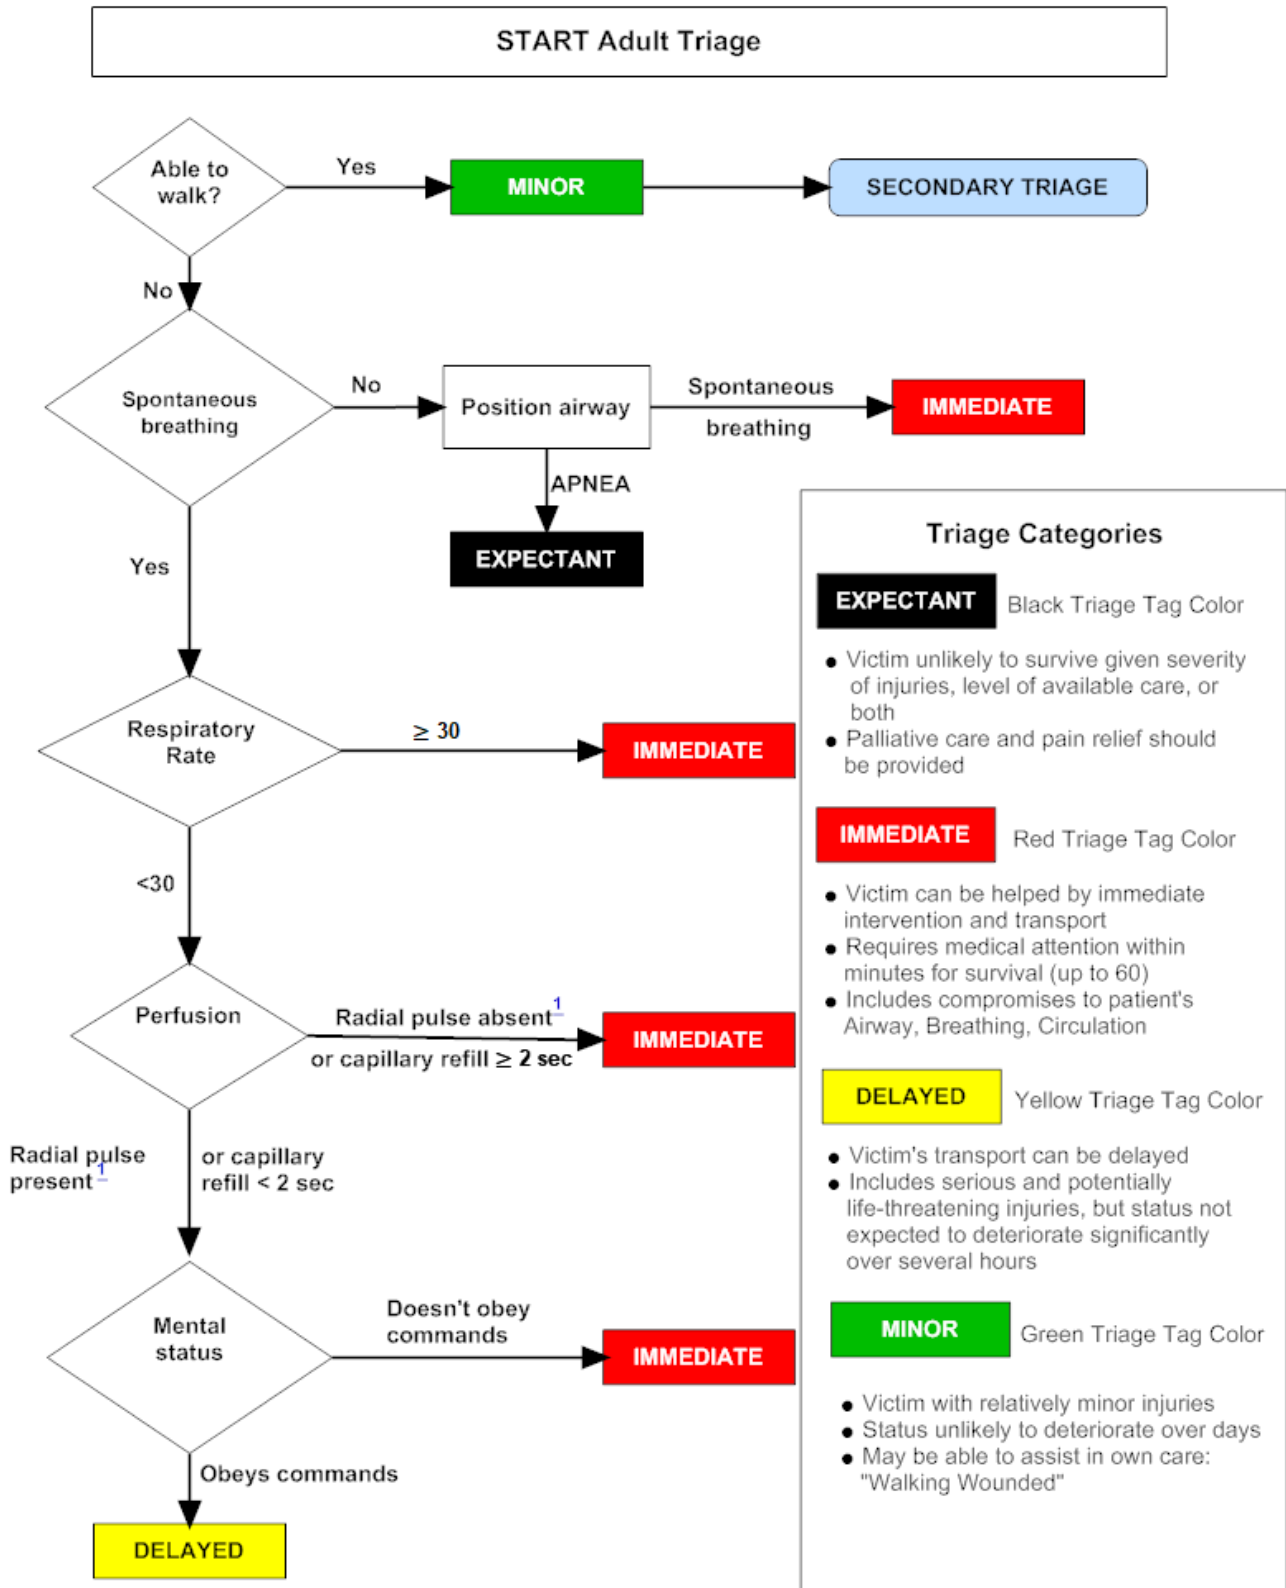 START Adult Triage
Able to
walk?
Yes
MINOR
SECONDARY TRIAGE
No
Spontaneous
breathing
No
Position airway
Spontaneous
breathing
IMMEDIATE
APNEA
EXPECTANT
Yes
Respiratory
Rate
≥ 30
IMMEDIATE
<30
Perfusion
Radial pulse absent1
or capillary refill ≥ 2 sec
IMMEDIATE
Radial pulse
present1
or capillary
refill < 2 sec
Mental
status
Doesn't obey
commands
IMMEDIATE
Obeys commands
DELAYED
Triage Categories
EXPECTANT Black Triage Tag Color
● Victim unlikely to survive given severity
of injuries, level of available care, or
both
● Palliative care and pain relief should
be provided
IMMEDIATE Red Triage Tag Color
● Victim can be helped by immediate
intervention and transport
● Requires medical attention within
minutes for survival (up to 60)
● Includes compromises to patient's
Airway, Breathing, Circulation
DELAYED Yellow Triage Tag Color
● Victim's transport can be delayed
● Includes serious and potentially
life-threatening injuries, but status not
expected to deteriorate significantly
over several hours
MINOR Green Triage Tag Color
● Victim with relatively minor injuries
● Status unlikely to deteriorate over days
● May be able to assist in own care:
"Walking Wounded"